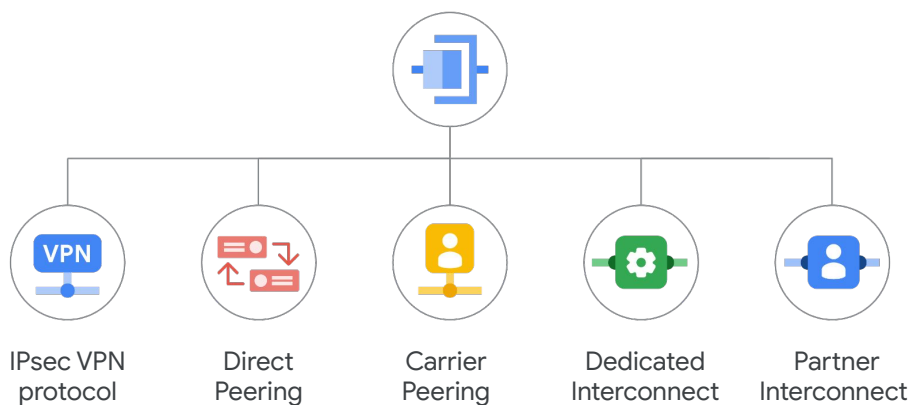 VPN
IPsec VPN
protocol
Direct
Peering
Carrier
Peering
Dedicated
Interconnect
Partner
Interconnect